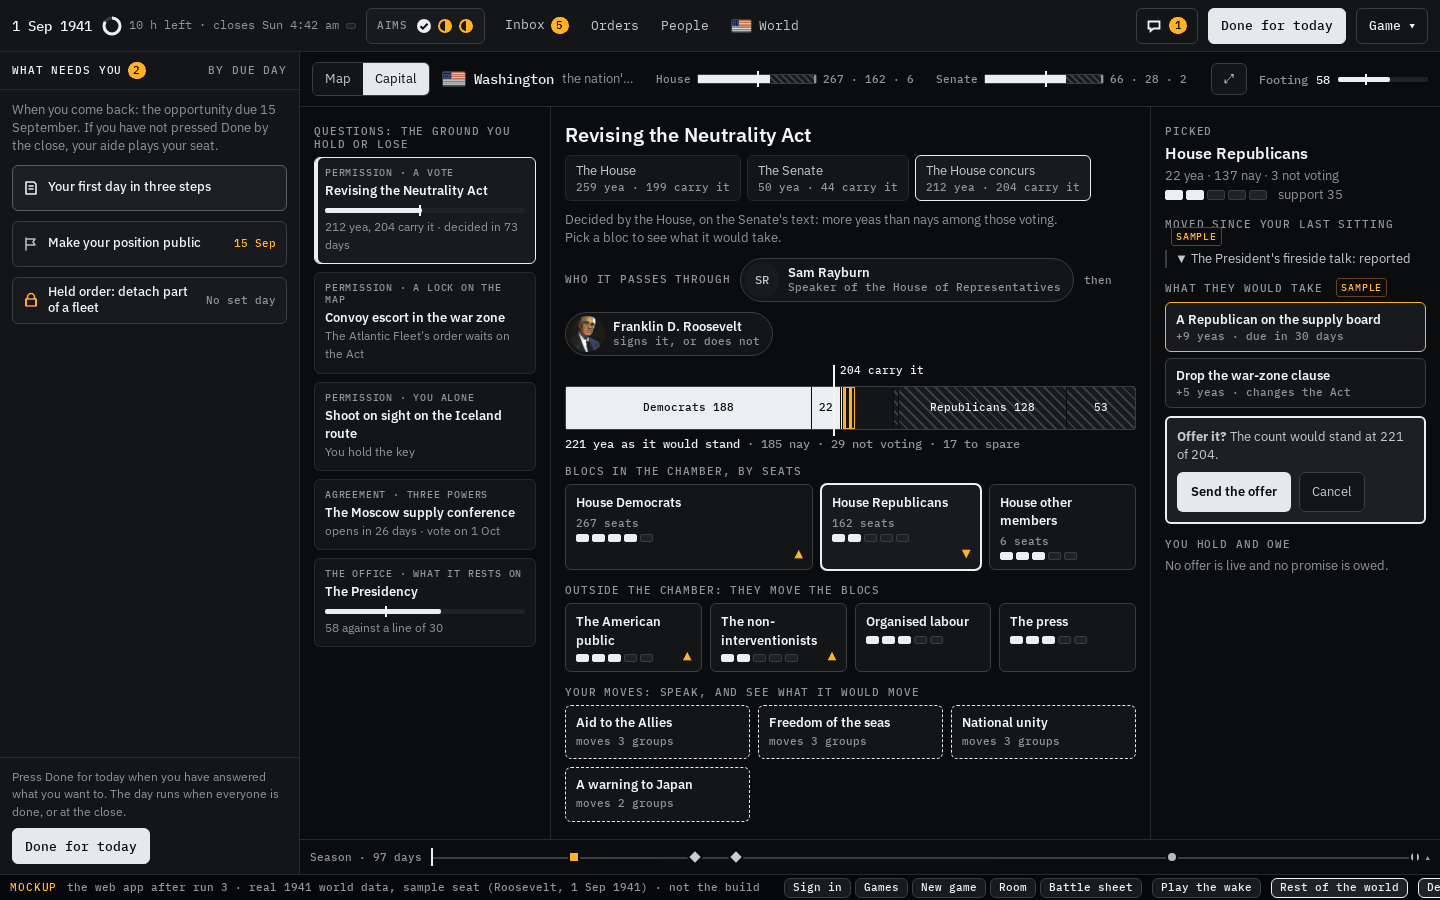 1 Sep 1941
10 h left · closes Sun 4:42 am
AIMS
Inbox 5
Orders
People
World
1
Done for today
Game ▾
WHAT NEEDS YOU 2
BY DUE DAY
When you come back: the opportunity due 15
September. If you have not pressed Done by
the close, your aide plays your seat.
Your first day in three steps
Make your position public
15 Sep
Held order: detach part
of a fleet
No set day
Press Done for today when you have answered
what you want to. The day runs when everyone is
done, or at the close.
Done for today
Map
Capital
Washington
the nation'...
House
267 · 162 · 6
Senate
66 · 28 · 2
Footing 58
QUESTIONS: THE GROUND YOU
HOLD OR LOSE
PERMISSION · A VOTE
Revising the Neutrality Act
212 yea, 204 carry it · decided in 73
days
PERMISSION · A LOCK ON THE
MAP
Convoy escort in the war zone
The Atlantic Fleet's order waits on
the Act
PERMISSION · YOU ALONE
Shoot on sight on the Iceland
route
You hold the key
AGREEMENT · THREE POWERS
The Moscow supply conference
opens in 26 days · vote on 1 Oct
THE OFFICE · WHAT IT RESTS ON
The Presidency
58 against a line of 30
Revising the Neutrality Act
The House
259 yea · 199 carry it
The Senate
50 yea · 44 carry it
The House concurs
212 yea · 204 carry it
Decided by the House, on the Senate's text: more yeas than nays among those voting.
Pick a bloc to see what it would take.
WHO IT PASSES THROUGH
SR
Sam Rayburn
Speaker of the House of Representatives
then
Franklin D. Roosevelt
signs it, or does not
204 carry it
Democrats 188
22
Republicans 128
53
221 yea as it would stand · 185 nay · 29 not voting · 17 to spare
BLOCS IN THE CHAMBER, BY SEATS
House Democrats
267 seats
▲
House Republicans
162 seats
▼
House other
members
6 seats
OUTSIDE THE CHAMBER: THEY MOVE THE BLOCS
The American
public
▲
The non-
interventionists
▲
Organised labour
The press
YOUR MOVES: SPEAK, AND SEE WHAT IT WOULD MOVE
Aid to the Allies
moves 3 groups
Freedom of the seas
moves 3 groups
National unity
moves 3 groups
A warning to Japan
moves 2 groups
PICKED
House Republicans
22 yea · 137 nay · 3 not voting
support 35
MOVED SINCE YOUR LAST SITTING
SAMPLE
▼ The President's fireside talk: reported
WHAT THEY WOULD TAKE
SAMPLE
A Republican on the supply board
+9 yeas · due in 30 days
Drop the war-zone clause
+5 yeas · changes the Act
Offer it? The count would stand at 221
of 204.
Send the offer
Cancel
YOU HOLD AND OWE
No offer is live and no promise is owed.
Season · 97 days
MOCKUP
the web app after run 3 · real 1941 world data, sample seat (Roosevelt, 1 Sep 1941) · not the build
Sign in
Games
New game
Room
Battle sheet
Play the wake
Rest of the world
De